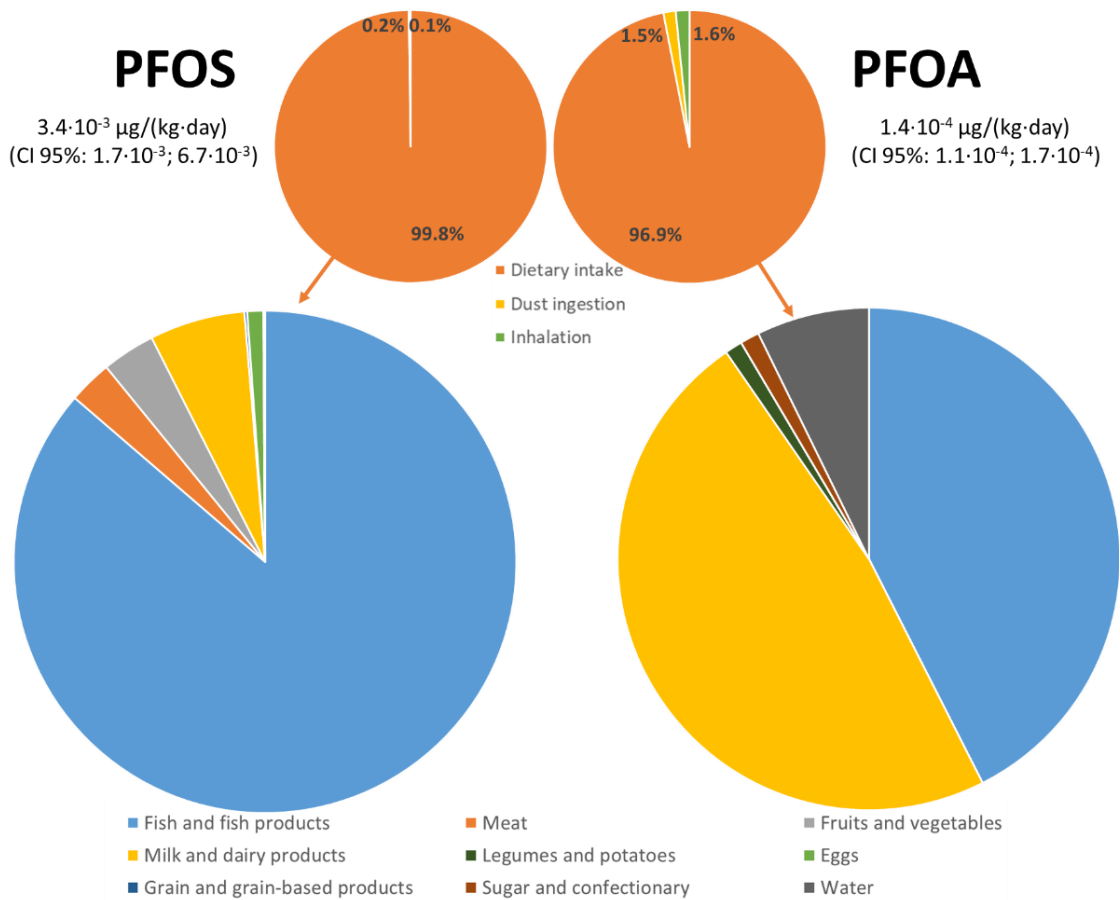 PFOS
3.4·10⁻³ µg/(kg·day)
(CI 95%: 1.7·10⁻³; 6.7·10⁻³)
0.2%
0.1%
99.8%
1.5%
1.6%
96.9%
PFOA
1.4·10⁻⁴ µg/(kg·day)
(CI 95%: 1.1·10⁻⁴; 1.7·10⁻⁴)
Dietary intake
Dust ingestion
Inhalation
Fish and fish products
Meat
Fruits and vegetables
Milk and dairy products
Legumes and potatoes
Eggs
Grain and grain-based products
Sugar and confectionary
Water